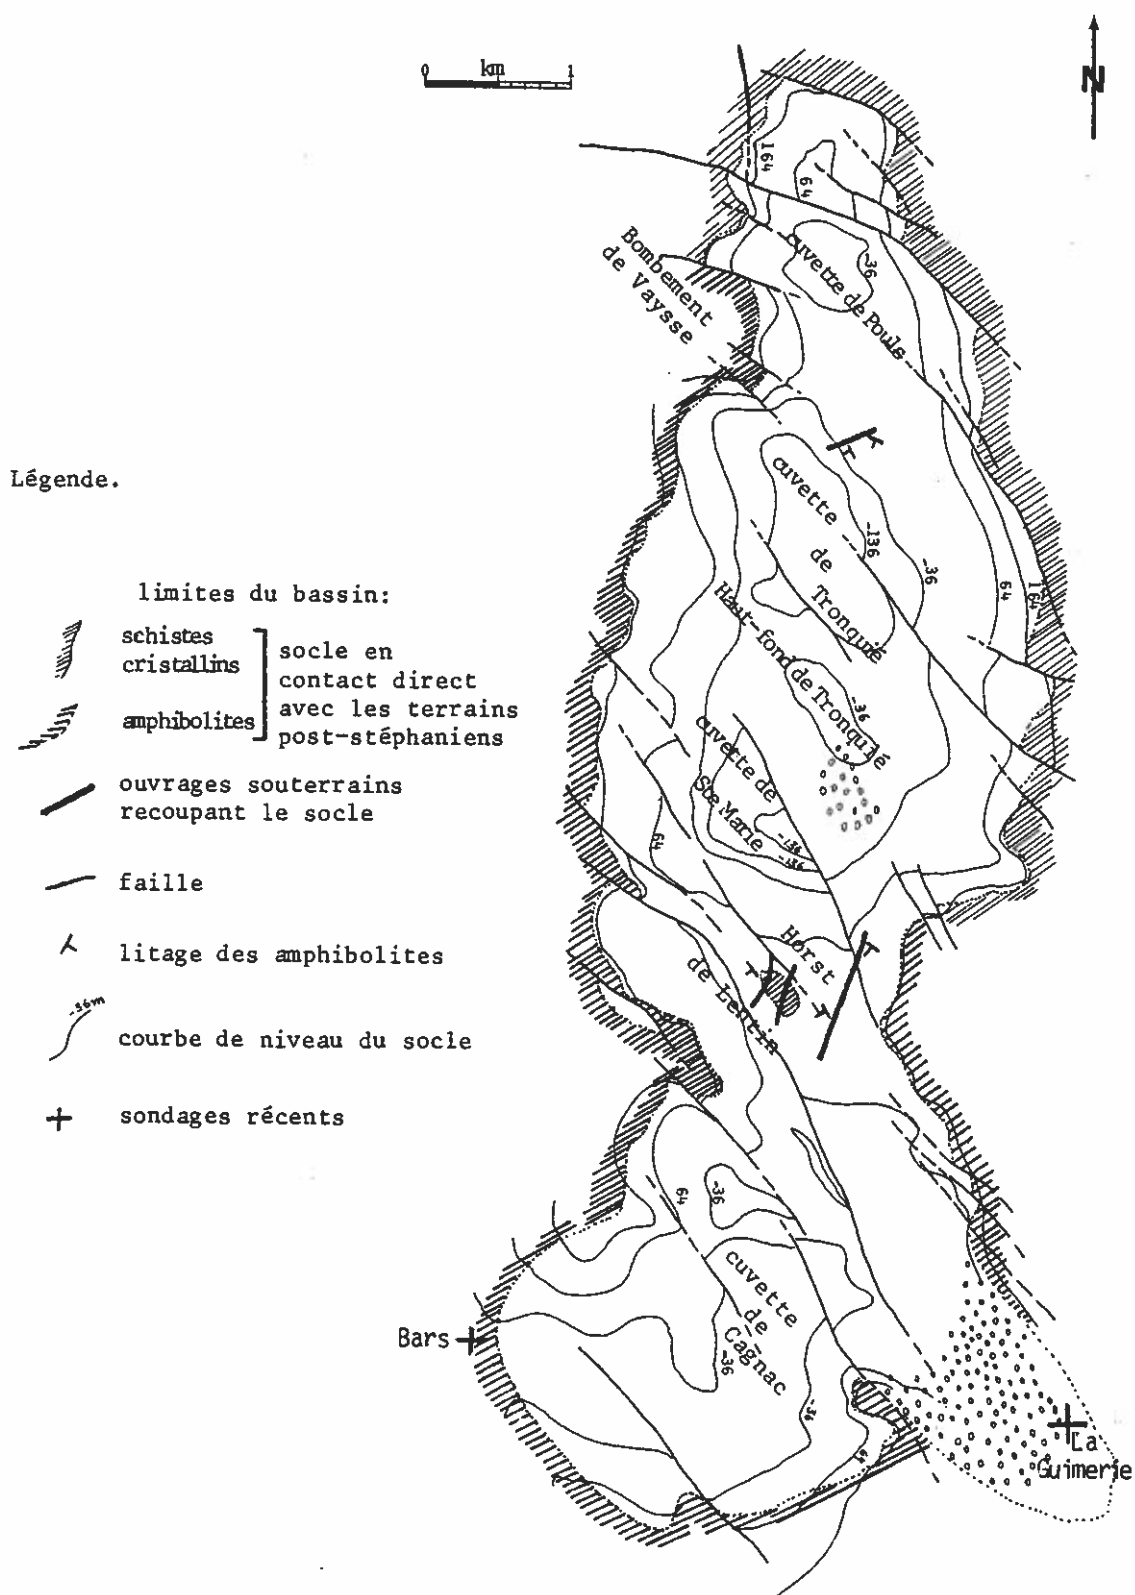 0 km 1
N
164
64
Bombement
de Vaysse
cuvette de Pouls
-36
Légende.
limites du bassin:
schistes
cristallins
amphibolites
socle en
contact direct
avec les terrains
post-stéphaniens
ouvrages souterrains
recoupant le socle
faille
litage des amphibolites
-36m
courbe de niveau du socle
sondages récents
cuvette
de
Tronquié
-136
-36
64
164
Haut-fond de Tronquié
-36
cuvette de
Ste Marie
-136
-136
64
Horst
de Lentin
64
-36
cuvette
de
Cagnac
-36
-36
64
Bars
La
Guimerie